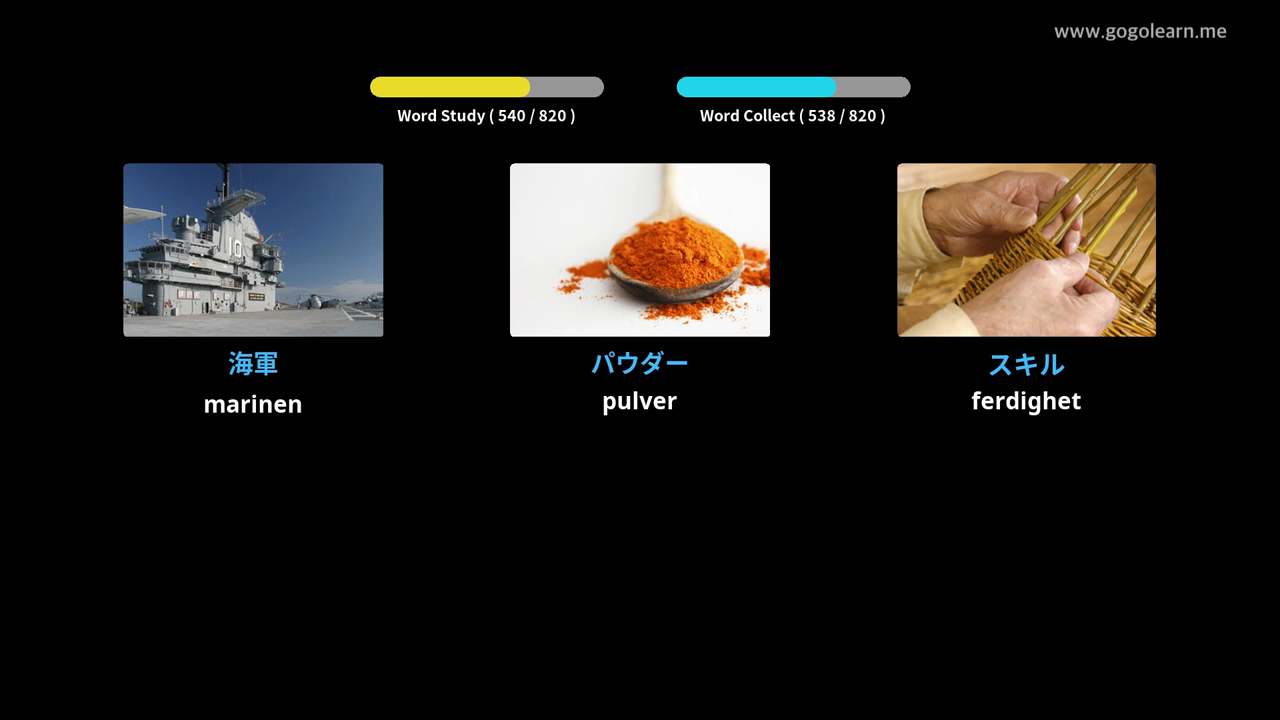 www.gogolearn.me
Word Study ( 540 / 820 )
Word Collect ( 538 / 820 )
10
海軍
パウダー
スキル
marinen
pulver
ferdighet